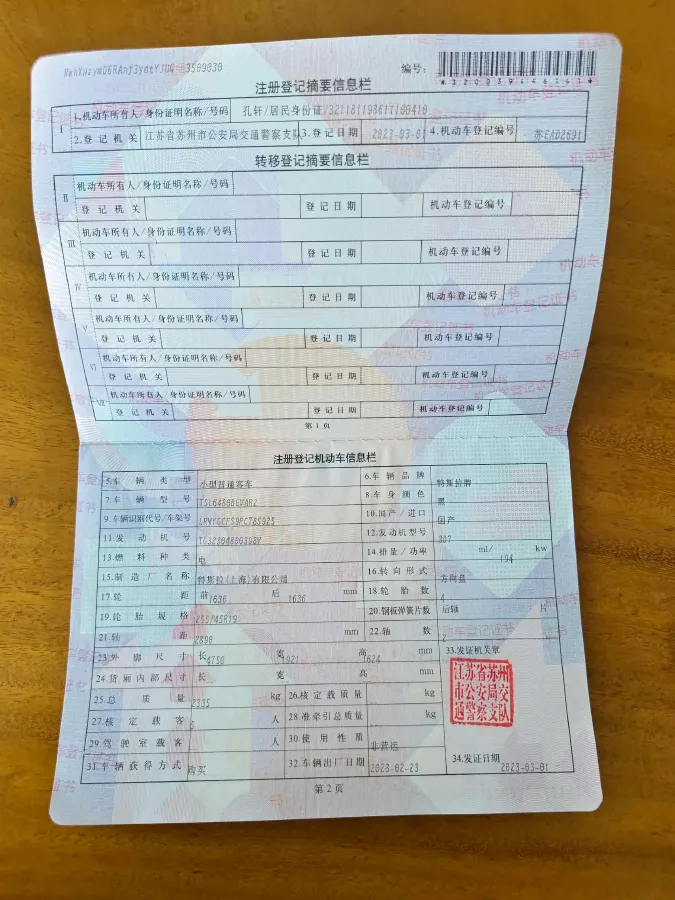 3509030
编号:
*320039446141*
注册登记摘要信息栏
I 1.机动车所有人/身份证明名称/号码 孔轩/居民身份证/321181198617100410
2.登记机关 江苏省苏州市公安局交通警察支队 3.登记日期 2023-03-01 4.机动车登记编号 苏EAD2691
转移登记摘要信息栏
II 机动车所有人/身份证明名称/号码
登记机关 登记日期 机动车登记编号
III 机动车所有人/身份证明名称/号码
登记机关 登记日期 机动车登记编号
IV 机动车所有人/身份证明名称/号码
登记机关 登记日期 机动车登记编号
V 机动车所有人/身份证明名称/号码
登记机关 登记日期 机动车登记编号
VI 机动车所有人/身份证明名称/号码
登记机关 登记日期 机动车登记编号
VII 机动车所有人/身份证明名称/号码
登记机关 登记日期 机动车登记编号
第1页
注册登记机动车信息栏
5.车辆类型 小型普通客车 6.车辆品牌 特斯拉牌
7.车辆型号 8.车身颜色 黑
9.车辆识别代号/车架号 10.国产/进口 国产
11.发动机号 12.发动机型号
13.燃料种类 电 14.排量/功率 ml/ 194 kw
15.制造厂名称 特斯拉(上海)有限公司 16.转向形式 方向盘
17.轮距 前 1636 后 1636 mm 18.轮胎数 4
19.轮胎规格 255/45R19 20.钢板弹簧片数 后轴 片
21.轴距 2890 mm 22.轴数 2
23.外廓尺寸 长 4750 宽 1921 高 1624 mm 33.发证机关章
24.货厢内部尺寸 长 宽 高 mm
江苏省苏州
市公安局交
通警察支队
25.总质量 2335 kg 26.核定载质量 kg
27.核定载客 5 人 28.准牵引总质量 kg
29.驾驶室载客 人 30.使用性质 非营运
31.车辆获得方式 购买 32.车辆出厂日期 2023-02-23 34.发证日期 2023-03-01
第2页